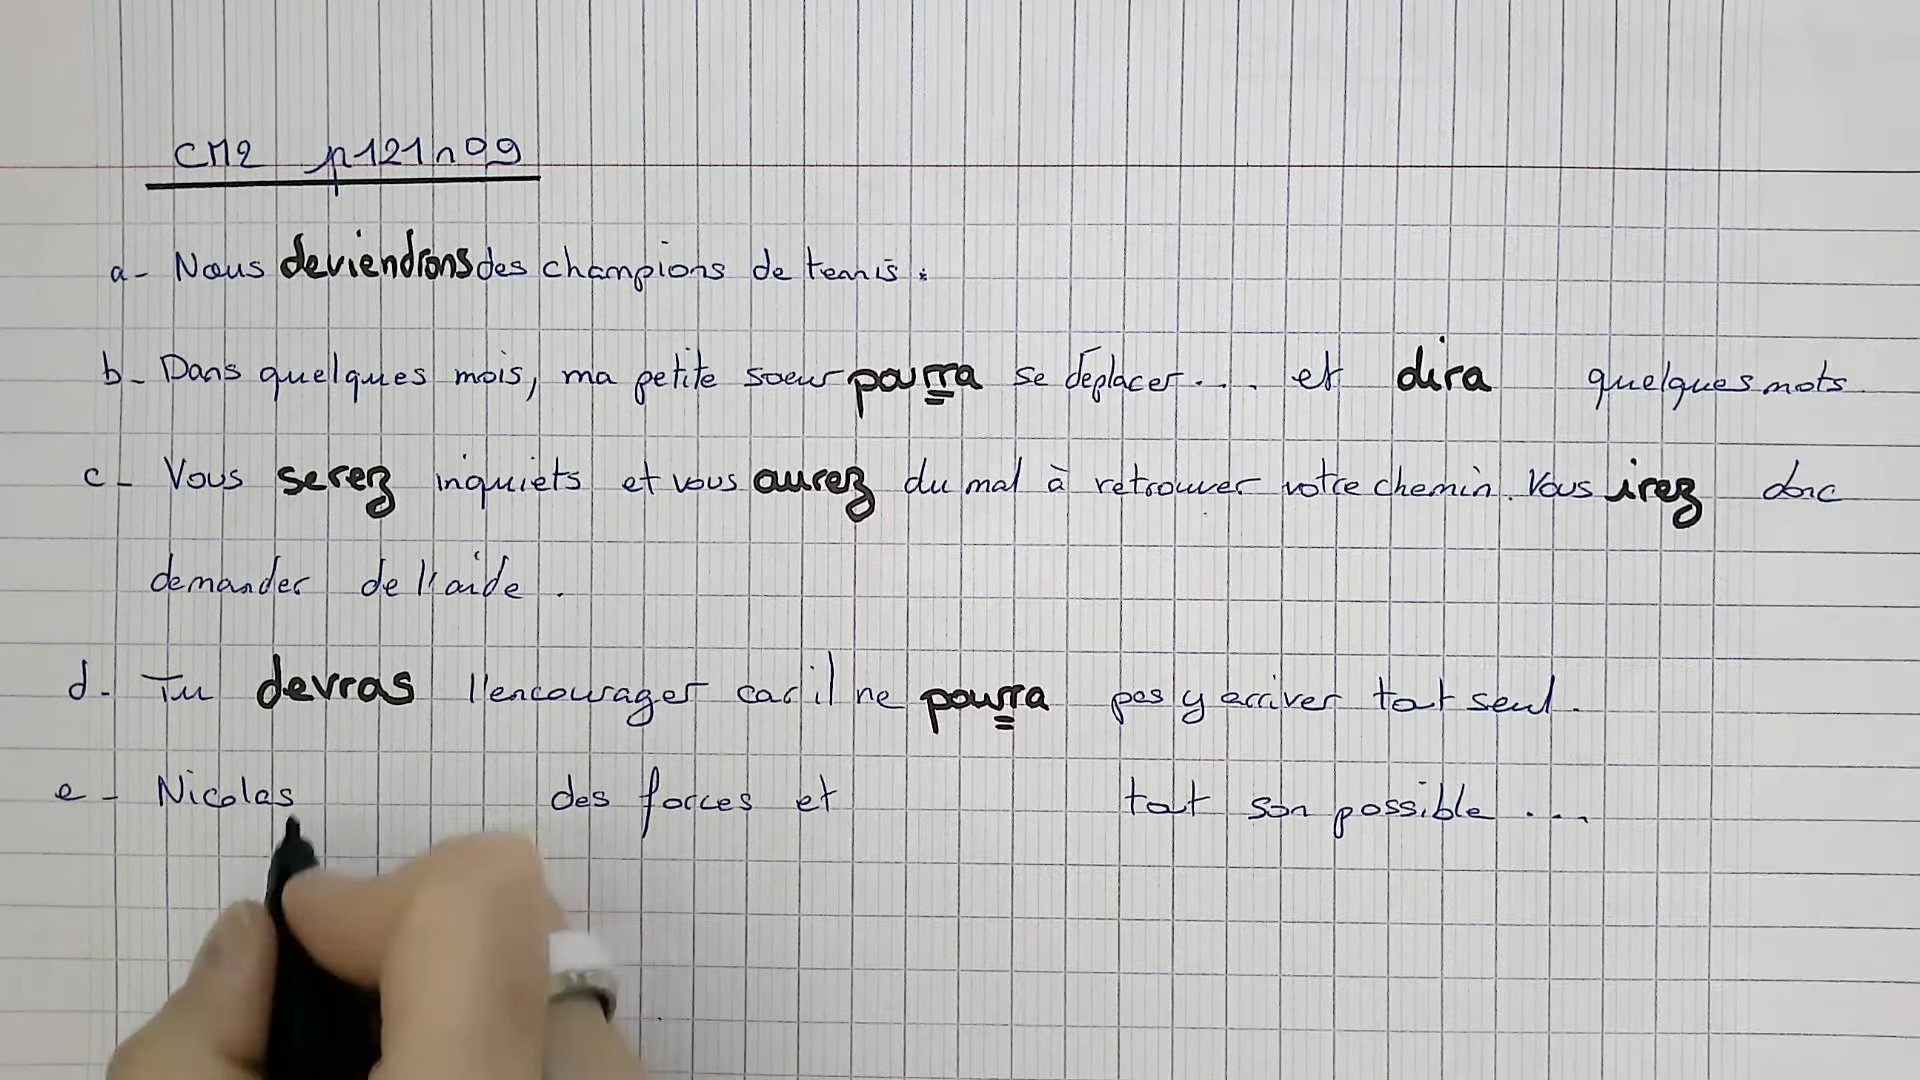 CM2 p121 n°9
a- Nous deviendrons des champions de tennis.
b- Dans quelques mois, ma petite soeur pourra se déplacer... et dira quelques mots
c- Vous serez inquiets et vous aurez du mal à retrouver votre chemin. Vous irez donc
demander de l'aide.
d- Tu devras l'encourager car il ne pourra pas y arriver tout seul.
e- Nicolas des forces et tout son possible...